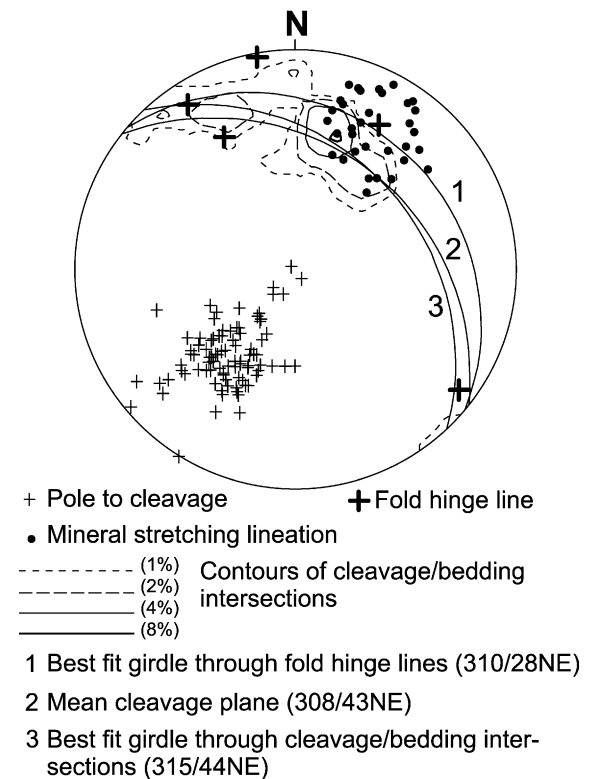 N
1
2
3
+ Pole to cleavage
+ Fold hinge line
• Mineral stretching lineation
(1%)
(2%)
(4%)
(8%)
Contours of cleavage/bedding
intersections
1 Best fit girdle through fold hinge lines (310/28NE)
2 Mean cleavage plane (308/43NE)
3 Best fit girdle through cleavage/bedding inter-
sections (315/44NE)